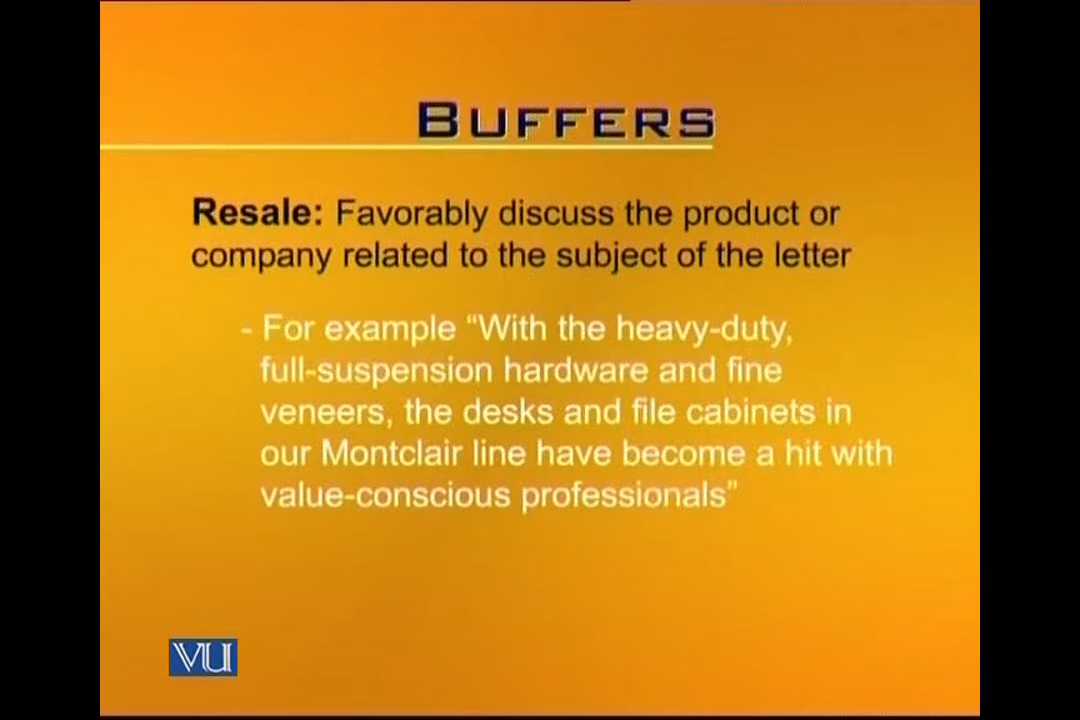 BUFFERS
Resale: Favorably discuss the product or
company related to the subject of the letter
- For example “With the heavy-duty,
full-suspension hardware and fine
veneers, the desks and file cabinets in
our Montclair line have become a hit with
value-conscious professionals”
VU